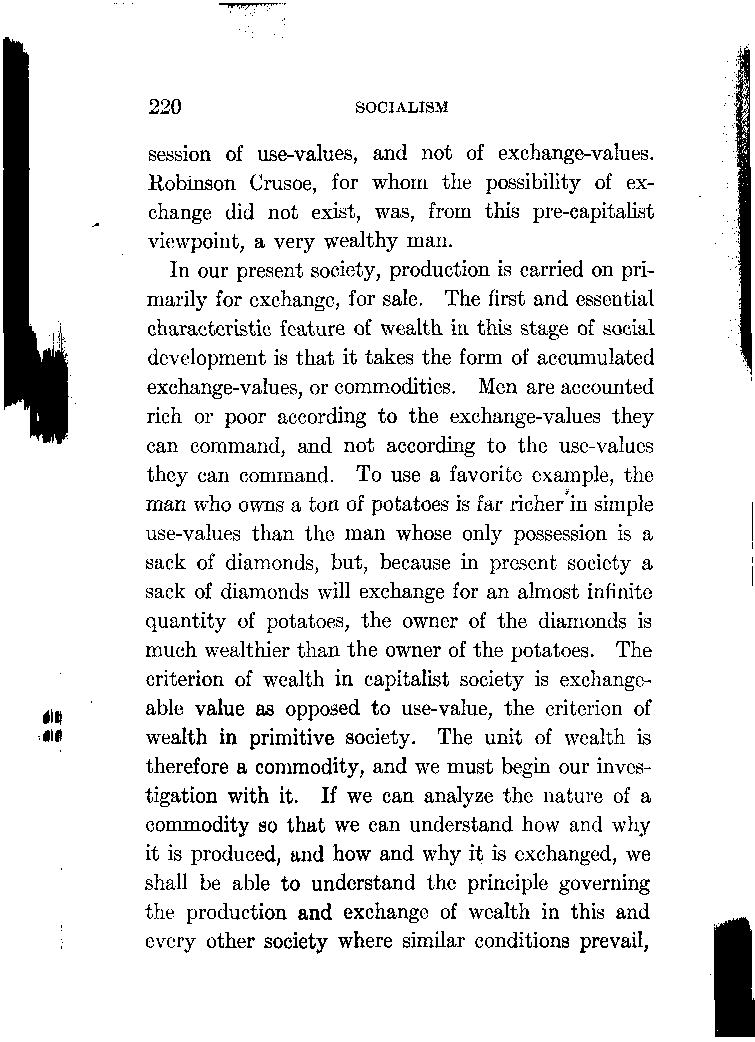 220 SOCIALISM
session of use-values, and not of exchange-values.
Robinson Crusoe, for whom the possibility of ex-
change did not exist, was, from this pre-capitalist
viewpoint, a very wealthy man.
In our present society, production is carried on pri-
marily for exchange, for sale. The first and essential
characteristic feature of wealth in this stage of social
development is that it takes the form of accumulated
exchange-values, or commodities. Men are accounted
rich or poor according to the exchange-values they
can command, and not according to the use-values
they can command. To use a favorite example, the
man who owns a ton of potatoes is far richer in simple
use-values than the man whose only possession is a
sack of diamonds, but, because in present society a
sack of diamonds will exchange for an almost infinite
quantity of potatoes, the owner of the diamonds is
much wealthier than the owner of the potatoes. The
criterion of wealth in capitalist society is exchange-
able value as opposed to use-value, the criterion of
wealth in primitive society. The unit of wealth is
therefore a commodity, and we must begin our inves-
tigation with it. If we can analyze the nature of a
commodity so that we can understand how and why
it is produced, and how and why it is exchanged, we
shall be able to understand the principle governing
the production and exchange of wealth in this and
every other society where similar conditions prevail,